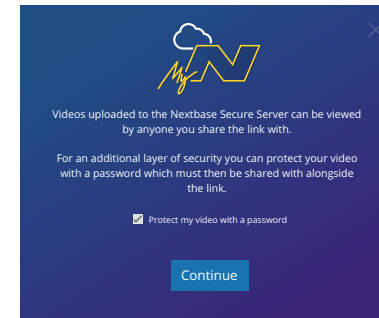 My N
Videos uploaded to the Nextbase Secure Server can be viewed
by anyone you share the link with.
For an additional layer of security you can protect your video
with a password which must then be shared with alongside
the link.
Protect my video with a password
Continue